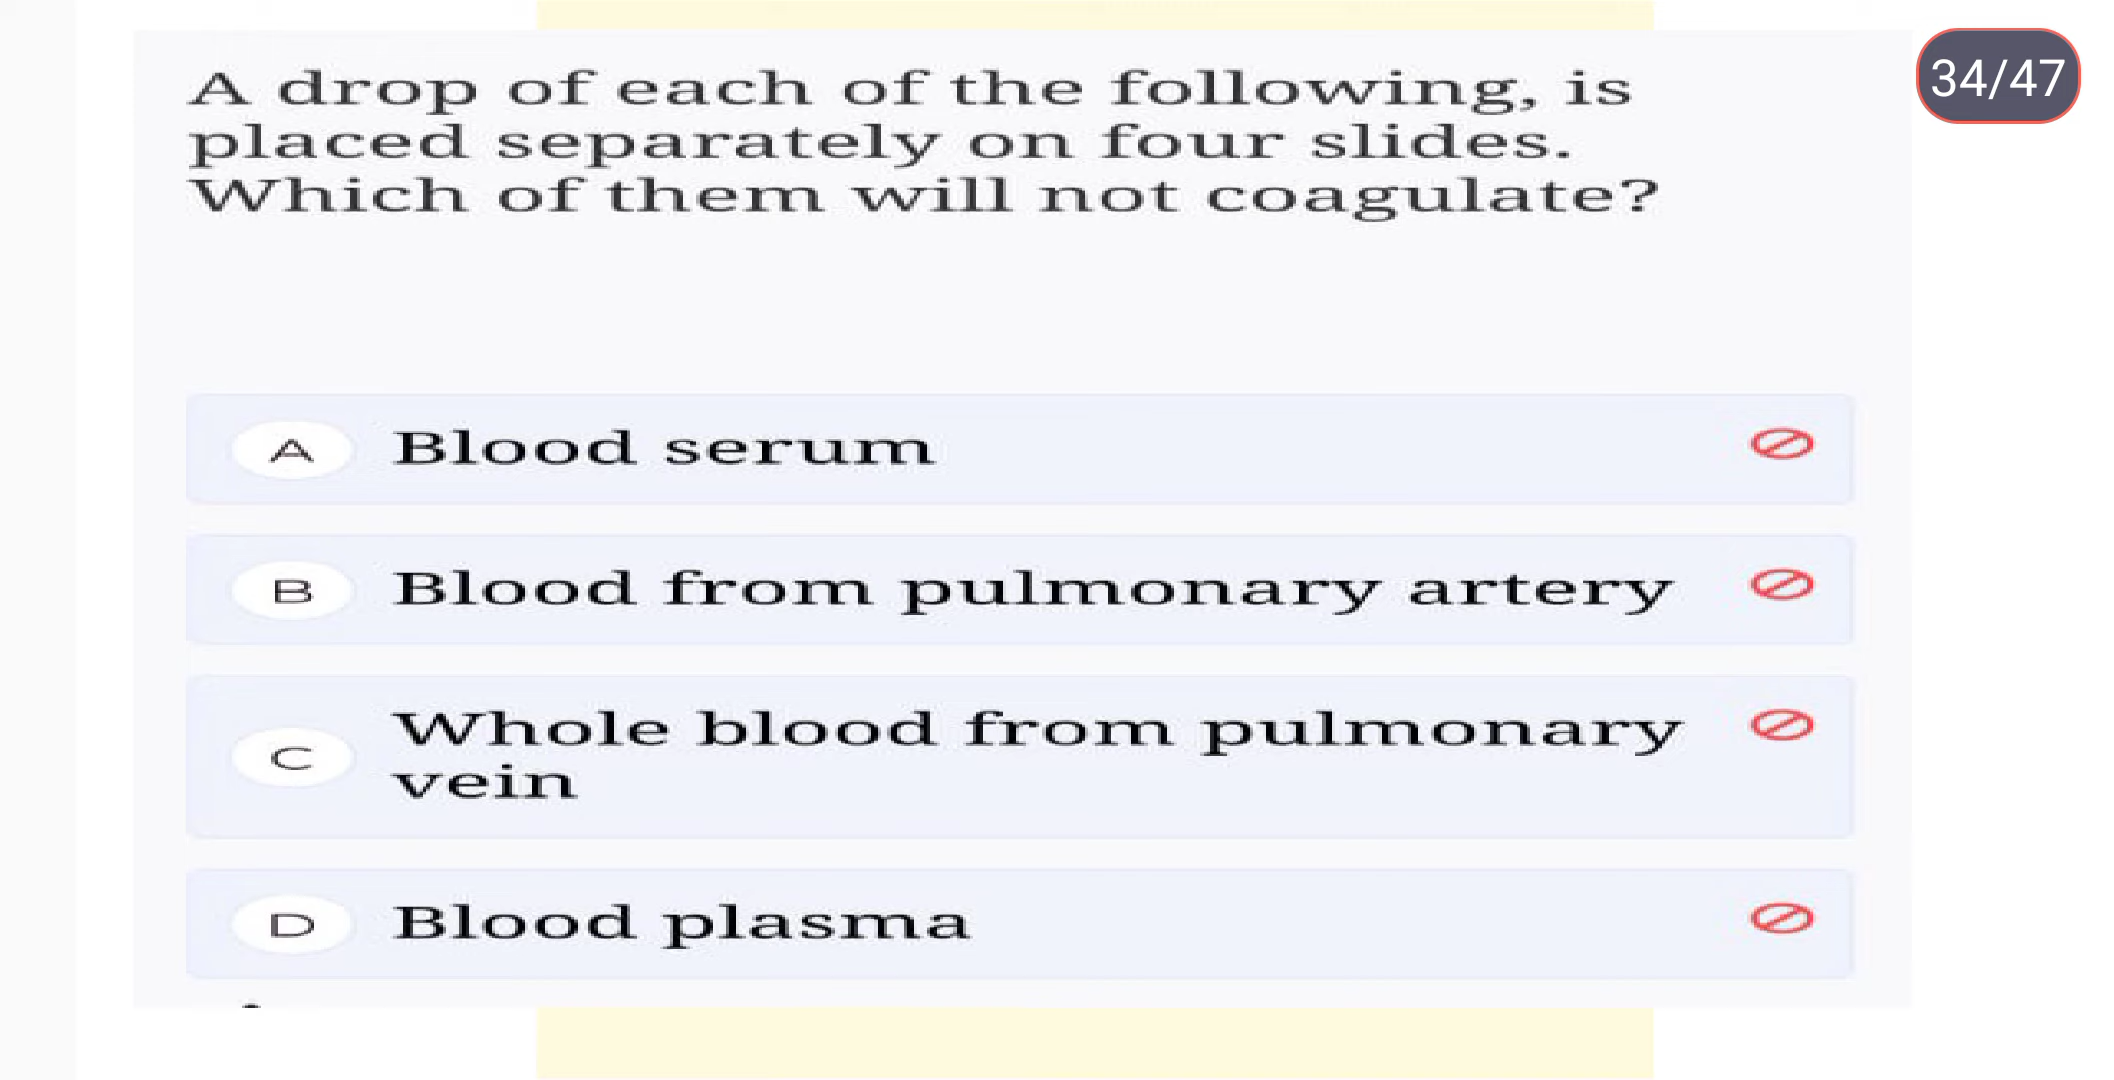 34/47
A drop of each of the following, is
placed separately on four slides.
Which of them will not coagulate?
A Blood serum
B Blood from pulmonary artery
C Whole blood from pulmonary
vein
D Blood plasma